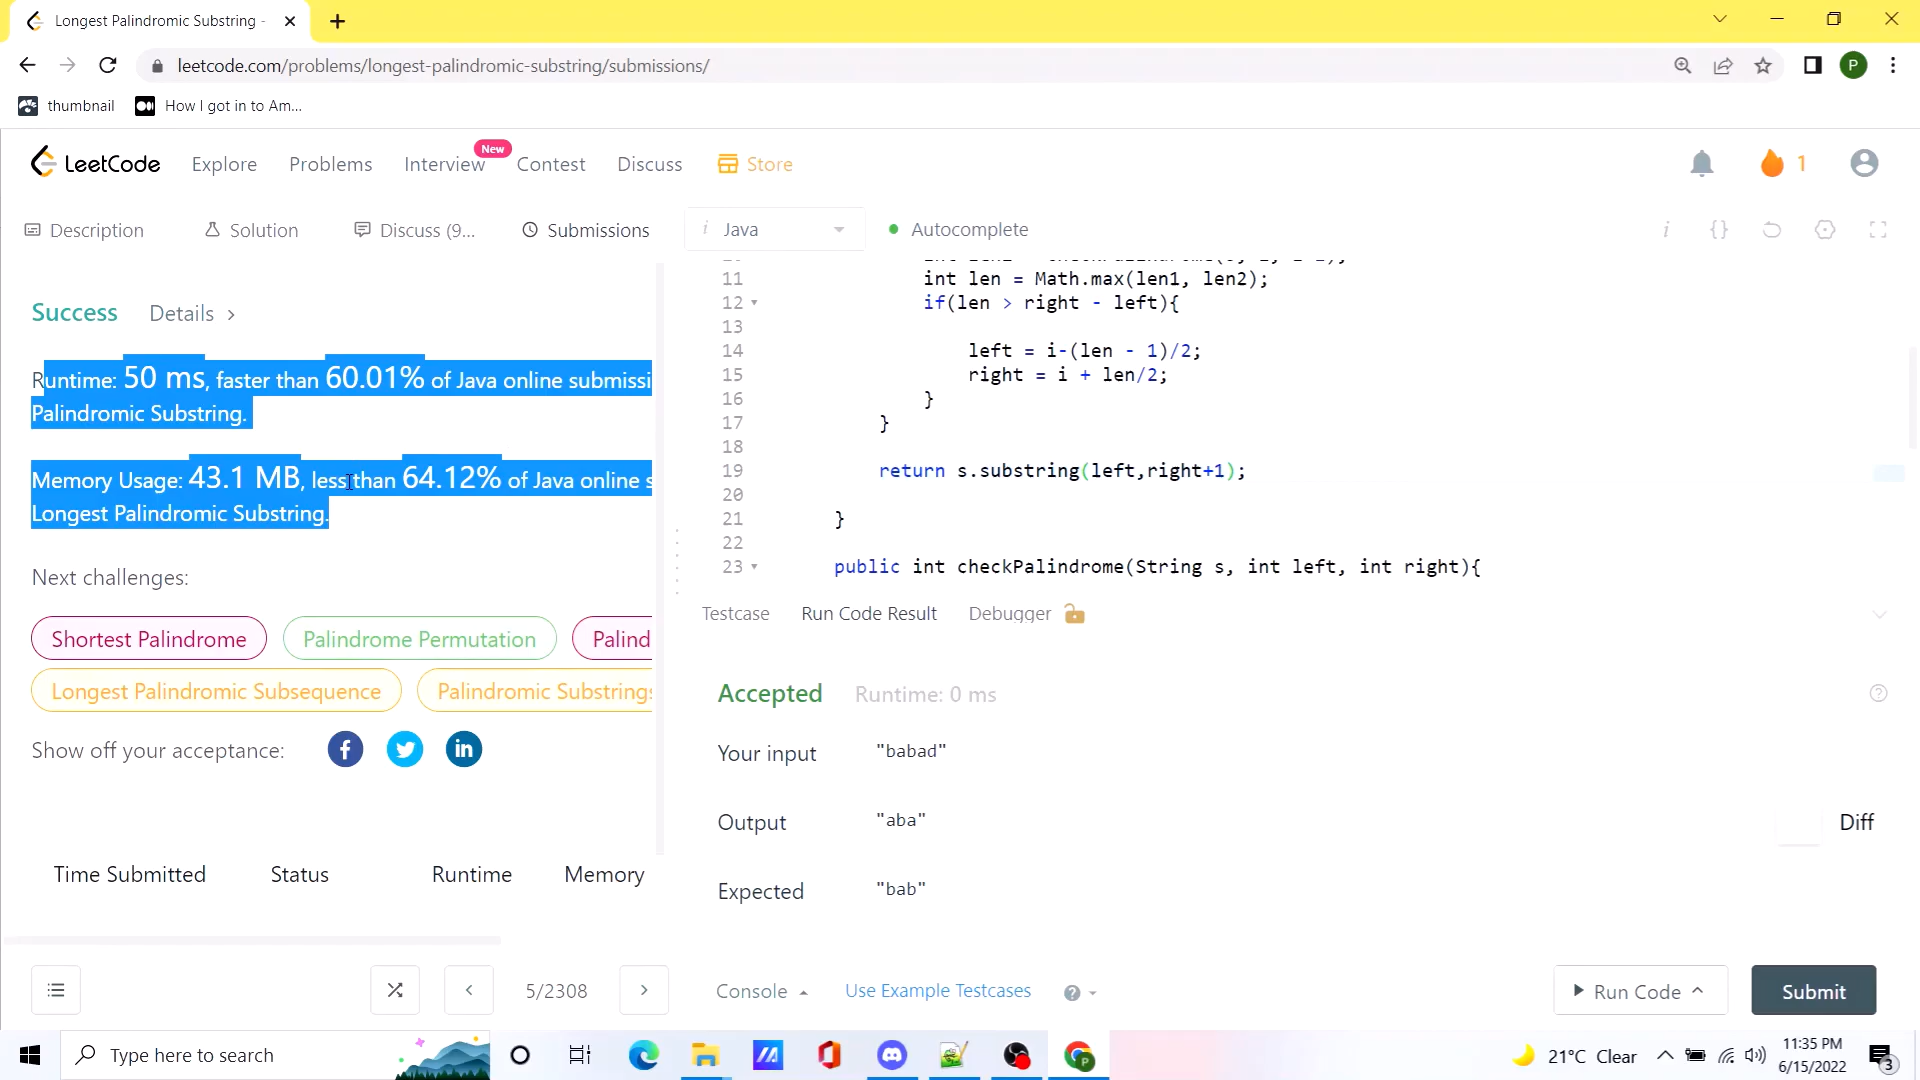 Longest Palindromic Substring -
leetcode.com/problems/longest-palindromic-substring/submissions/
P
thumbnail
How I got in to Am...
LeetCode
Explore
Problems
Interview
New
Contest
Discuss
Store
1
Description
Solution
Discuss (9...
Submissions
i Java
Autocomplete
i {}
Success
Details >
Runtime: 50 ms, faster than 60.01% of Java online submissi
Palindromic Substring.
Memory Usage: 43.1 MB, less than 64.12% of Java online s
Longest Palindromic Substring.
Next challenges:
Shortest Palindrome
Palindrome Permutation
Palind
Longest Palindromic Subsequence
Palindromic Substrings
Show off your acceptance:
Time Submitted
Status
Runtime
Memory
5/2308
11 int len = Math.max(len1, len2);
12 if(len > right - left){
13
14 left = i-(len - 1)/2;
15 right = i + len/2;
16 }
17 }
18
19 return s.substring(left,right+1);
20
21 }
22
23 public int checkPalindrome(String s, int left, int right){
Testcase
Run Code Result
Debugger
Accepted
Runtime: 0 ms
Your input
"babad"
Output
"aba"
Diff
Expected
"bab"
Console
Use Example Testcases
Run Code
Submit
Type here to search
21°C Clear
11:35 PM
6/15/2022
3